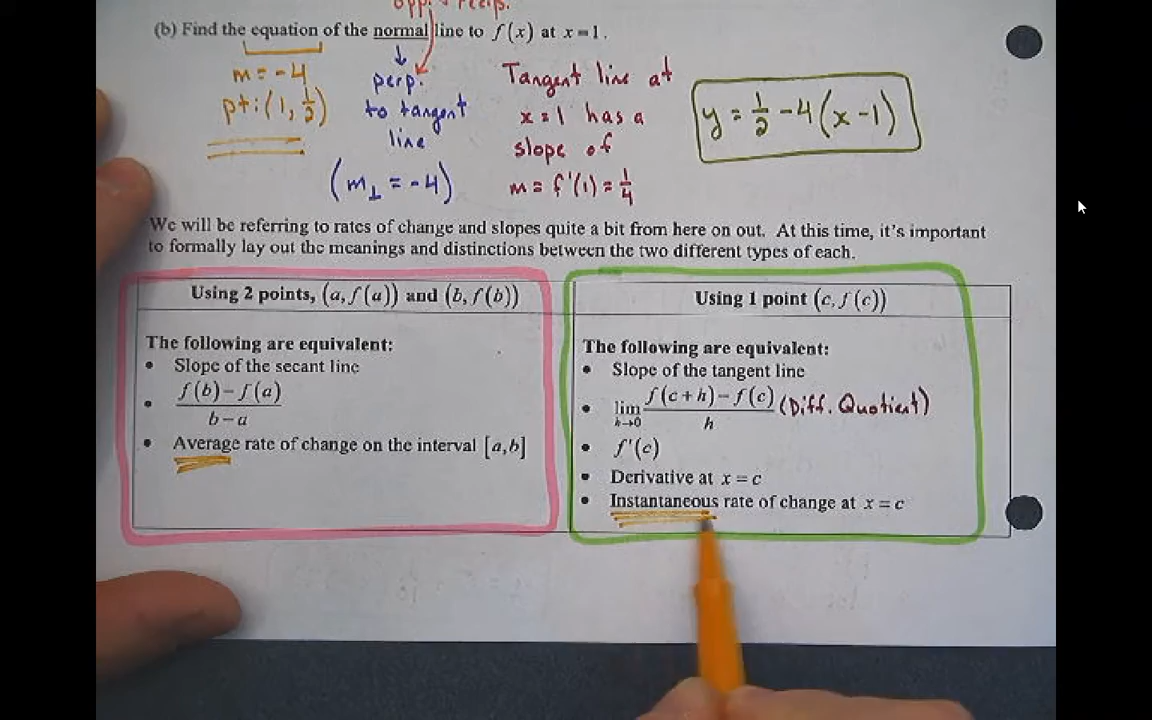 opp. recip.
(b) Find the equation of the normal line to f(x) at x=1.
m = -4
pt: (1, 1/2)
perp.
to tangent
line
(m⊥ = -4)
Tangent line at
x = 1 has a
slope of
m = f'(1) = 1/4
y = 1/2 - 4(x - 1)
We will be referring to rates of change and slopes quite a bit from here on out. At this time, it's important
to formally lay out the meanings and distinctions between the two different types of each.
Using 2 points, (a, f(a)) and (b, f(b))
The following are equivalent:
• Slope of the secant line
• f(b) - f(a) / b - a
• Average rate of change on the interval [a, b]
Using 1 point (c, f(c))
The following are equivalent:
• Slope of the tangent line
• lim h→0 f(c + h) - f(c) / h (Diff. Quotient)
• f'(c)
• Derivative at x = c
• Instantaneous rate of change at x = c